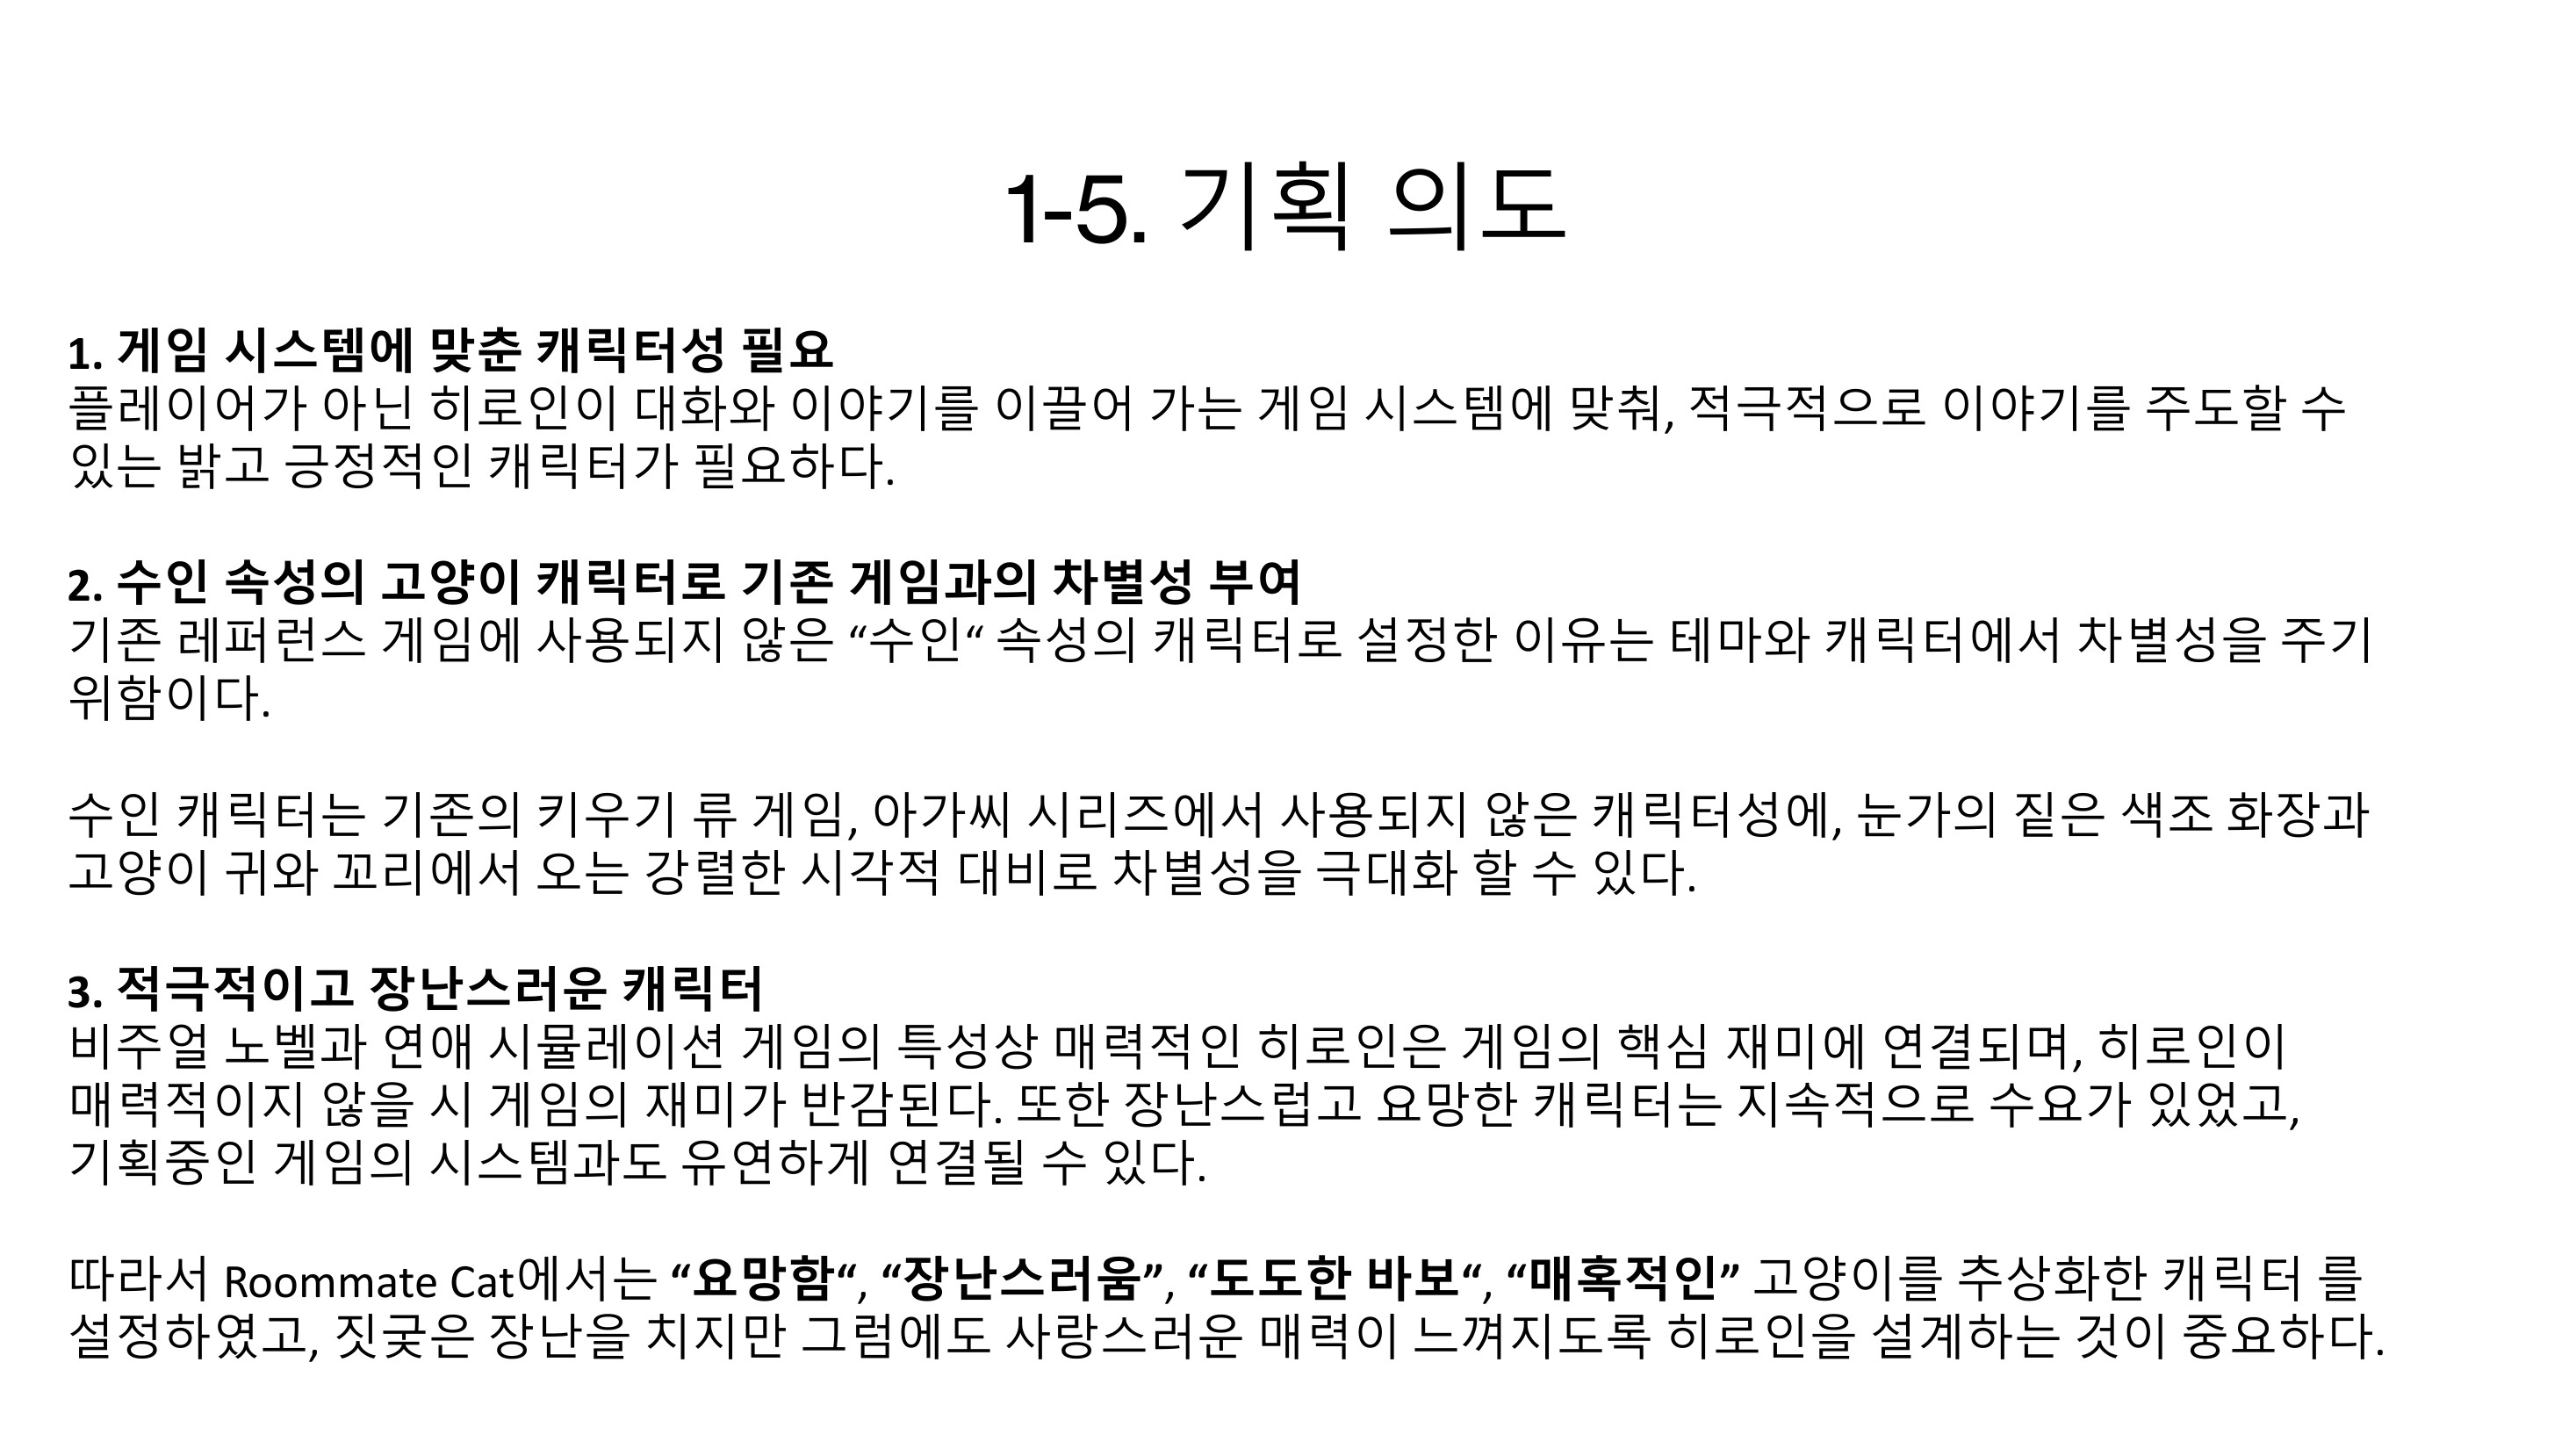 1-5. 기획 의도
1. 게임 시스템에 맞춘 캐릭터성 필요
플레이어가 아닌 히로인이 대화와 이야기를 이끌어 가는 게임 시스템에 맞춰, 적극적으로 이야기를 주도할 수
있는 밝고 긍정적인 캐릭터가 필요하다.
2. 수인 속성의 고양이 캐릭터로 기존 게임과의 차별성 부여
기존 레퍼런스 게임에 사용되지 않은 “수인“ 속성의 캐릭터로 설정한 이유는 테마와 캐릭터에서 차별성을 주기
위함이다.
수인 캐릭터는 기존의 키우기 류 게임, 아가씨 시리즈에서 사용되지 않은 캐릭터성에, 눈가의 짙은 색조 화장과
고양이 귀와 꼬리에서 오는 강렬한 시각적 대비로 차별성을 극대화 할 수 있다.
3. 적극적이고 장난스러운 캐릭터
비주얼 노벨과 연애 시뮬레이션 게임의 특성상 매력적인 히로인은 게임의 핵심 재미에 연결되며, 히로인이
매력적이지 않을 시 게임의 재미가 반감된다. 또한 장난스럽고 요망한 캐릭터는 지속적으로 수요가 있었고,
기획중인 게임의 시스템과도 유연하게 연결될 수 있다.
따라서 Roommate Cat에서는 “요망함“, “장난스러움”, “도도한 바보“, “매혹적인” 고양이를 추상화한 캐릭터 를
설정하였고, 짓궂은 장난을 치지만 그럼에도 사랑스러운 매력이 느껴지도록 히로인을 설계하는 것이 중요하다.